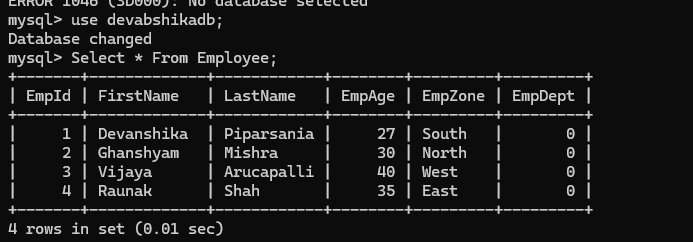 ERROR 1046 (3D000): No database selected
mysql> use devabshikadb;
Database changed
mysql> Select * From Employee;
+-------+------------+------------+--------+---------+---------+
| EmpId | FirstName  | LastName   | EmpAge | EmpZone | EmpDept |
+-------+------------+------------+--------+---------+---------+
|     1 | Devanshika | Piparsania |     27 | South   |       0 |
|     2 | Ghanshyam  | Mishra     |     30 | North   |       0 |
|     3 | Vijaya     | Arucapalli |     40 | West    |       0 |
|     4 | Raunak     | Shah       |     35 | East    |       0 |
+-------+------------+------------+--------+---------+---------+
4 rows in set (0.01 sec)